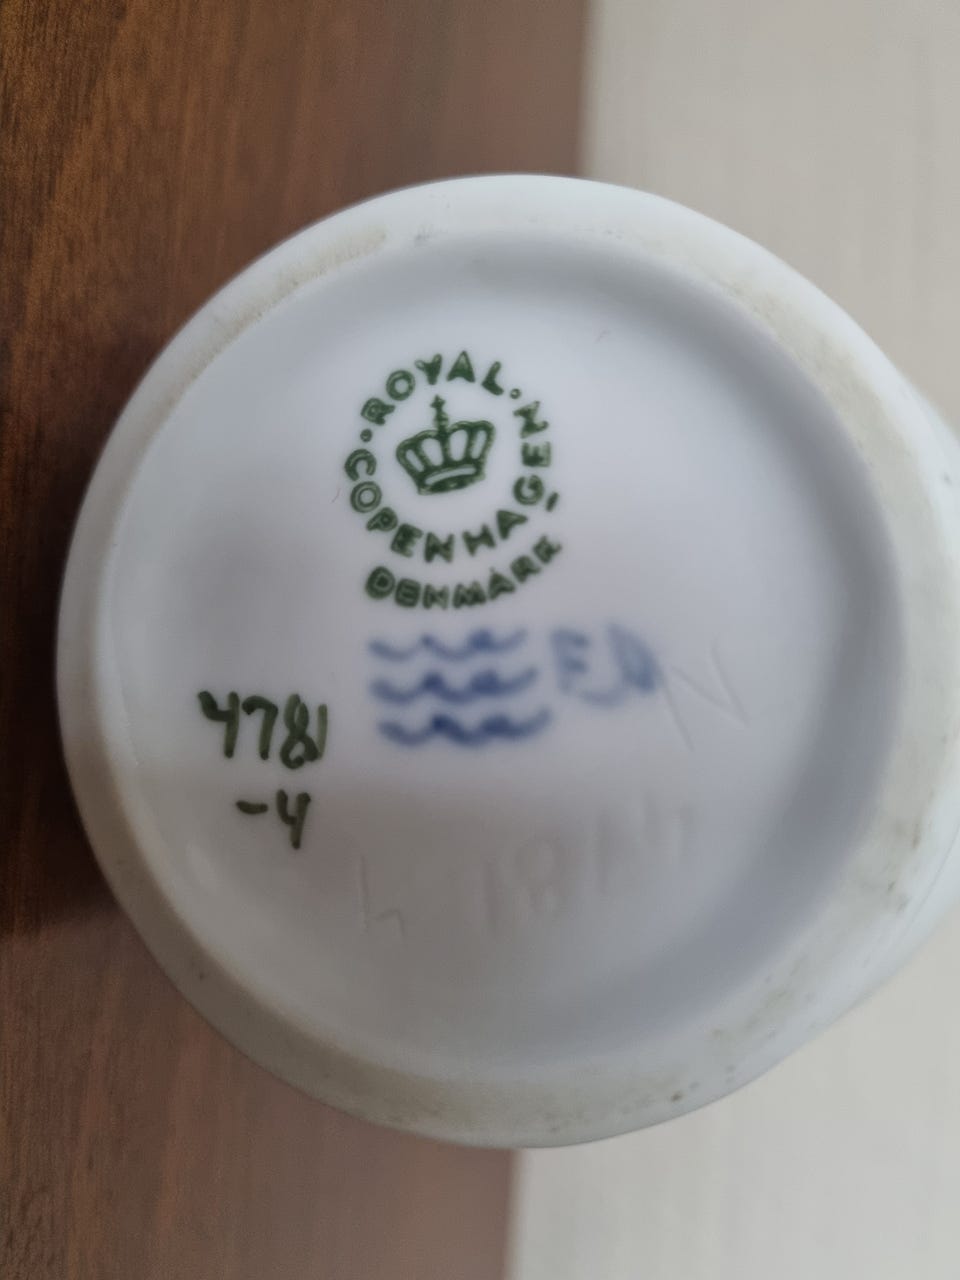 · ROYAL ·
COPENHAGEN
DENMARK
4781
-4